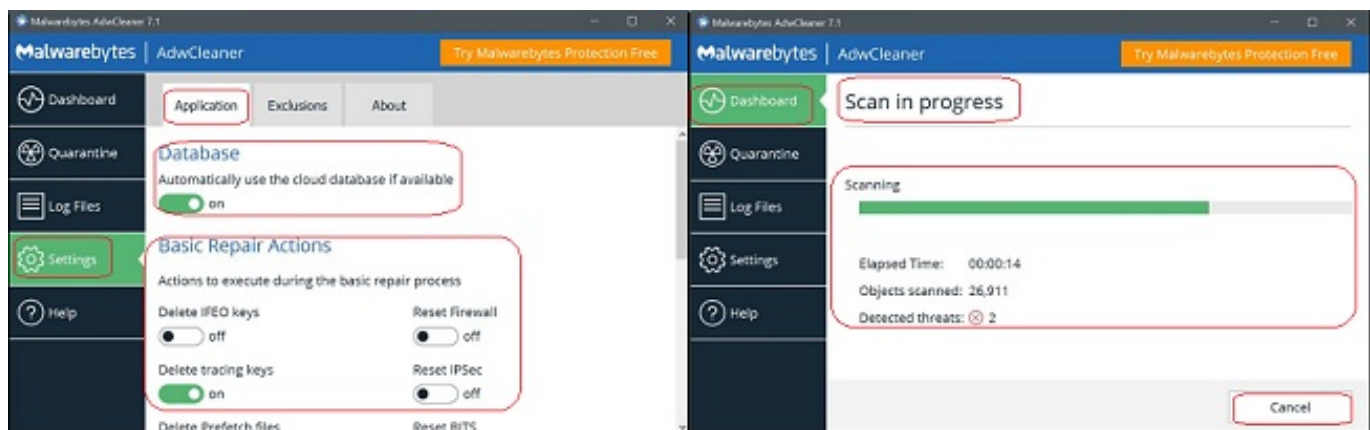 Malwarebytes AdwCleaner 7.1
Malwarebytes | AdwCleaner
Try Malwarebytes Protection Free
Dashboard
Quarantine
Log Files
Settings
Help
Application Exclusions About
Database
Automatically use the cloud database if available
on
Basic Repair Actions
Actions to execute during the basic repair process
Delete IFEO keys Reset Firewall
off off
Delete tracing keys Reset IPSec
on off
Delete Prefetch files Reset BITS
Malwarebytes AdwCleaner 7.1
Malwarebytes | AdwCleaner
Try Malwarebytes Protection Free
Dashboard
Quarantine
Log Files
Settings
Help
Scan in progress
Scanning
Elapsed Time: 00:00:14
Objects scanned: 26,911
Detected threats: 2
Cancel